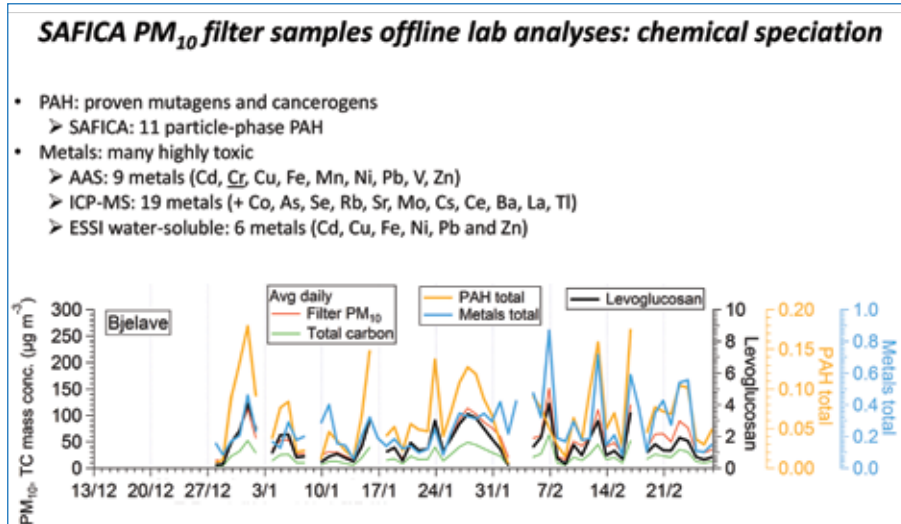 SAFICA PM10 filter samples offline lab analyses: chemical speciation
• PAH: proven mutagens and cancerogens
➤ SAFICA: 11 particle-phase PAH
• Metals: many highly toxic
➤ AAS: 9 metals (Cd, Cr, Cu, Fe, Mn, Ni, Pb, V, Zn)
➤ ICP-MS: 19 metals (+ Co, As, Se, Rb, Sr, Mo, Cs, Ce, Ba, La, Tl)
➤ ESSI water-soluble: 6 metals (Cd, Cu, Fe, Ni, Pb and Zn)
PM10, TC mass conc. (µg m-3)
300
250
200
150
100
50
0
Bjelave
Avg daily
Filter PM10
Total carbon
PAH total
Metals total
Levoglucosan
10
8
6
4
2
0
Levoglucosan
0.20
0.15
0.10
0.05
0.00
PAH total
1.0
0.8
0.6
0.4
0.2
0.0
Metals total
13/12 20/12 27/12 3/1 10/1 17/1 24/1 31/1 7/2 14/2 21/2